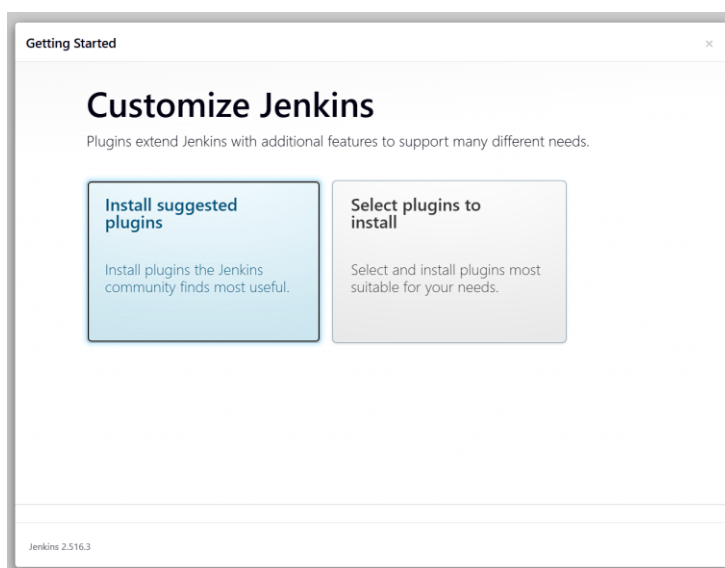 Getting Started
×
Customize Jenkins
Plugins extend Jenkins with additional features to support many different needs.
Install suggested
plugins
Install plugins the Jenkins
community finds most useful.
Select plugins to
install
Select and install plugins most
suitable for your needs.
Jenkins 2.516.3